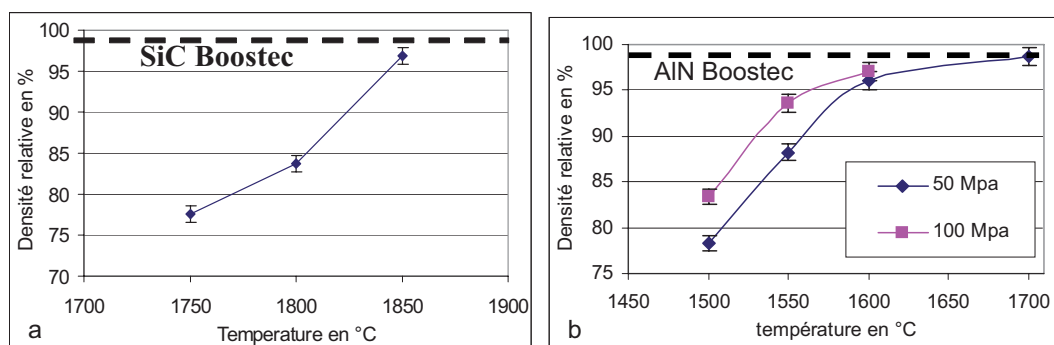 100
95
90
85
80
75
70
1700
1750
1800
1850
1900
Densité relative en %
Temperature en °C
SiC Boostec
a
100
95
90
85
80
75
1450
1500
1550
1600
1650
1700
Densité relative en %
température en °C
AlN Boostec
50 Mpa
100 Mpa
b